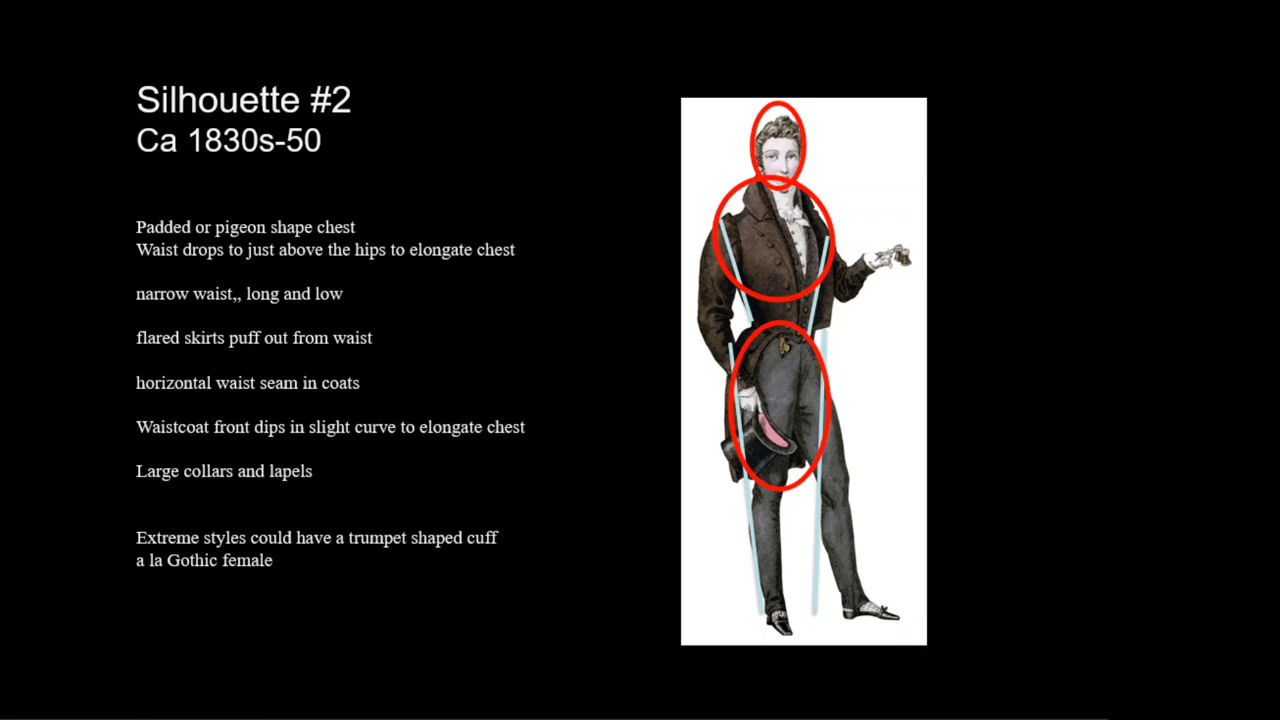 Silhouette #2
Ca 1830s-50
Padded or pigeon shape chest
Waist drops to just above the hips to elongate chest
narrow waist,, long and low
flared skirts puff out from waist
horizontal waist seam in coats
Waistcoat front dips in slight curve to elongate chest
Large collars and lapels
Extreme styles could have a trumpet shaped cuff
a la Gothic female